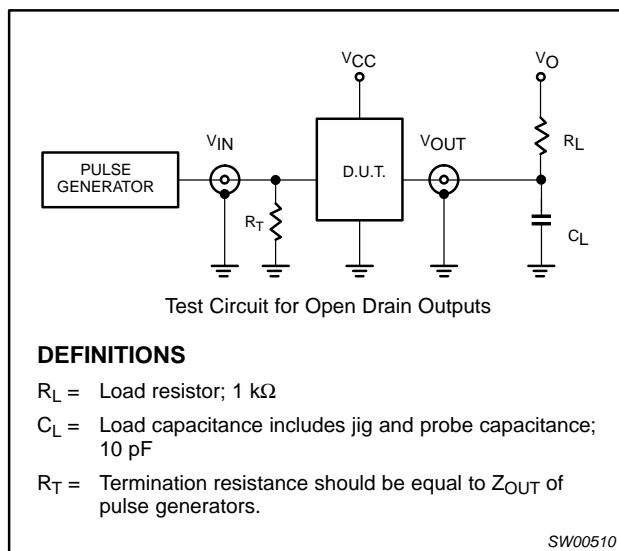 VCC
VO
VIN
VOUT
RL
PULSE
GENERATOR
D.U.T.
RT
CL
Test Circuit for Open Drain Outputs
DEFINITIONS
RL = Load resistor; 1 kΩ
CL = Load capacitance includes jig and probe capacitance;
10 pF
RT = Termination resistance should be equal to ZOUT of
pulse generators.
SW00510